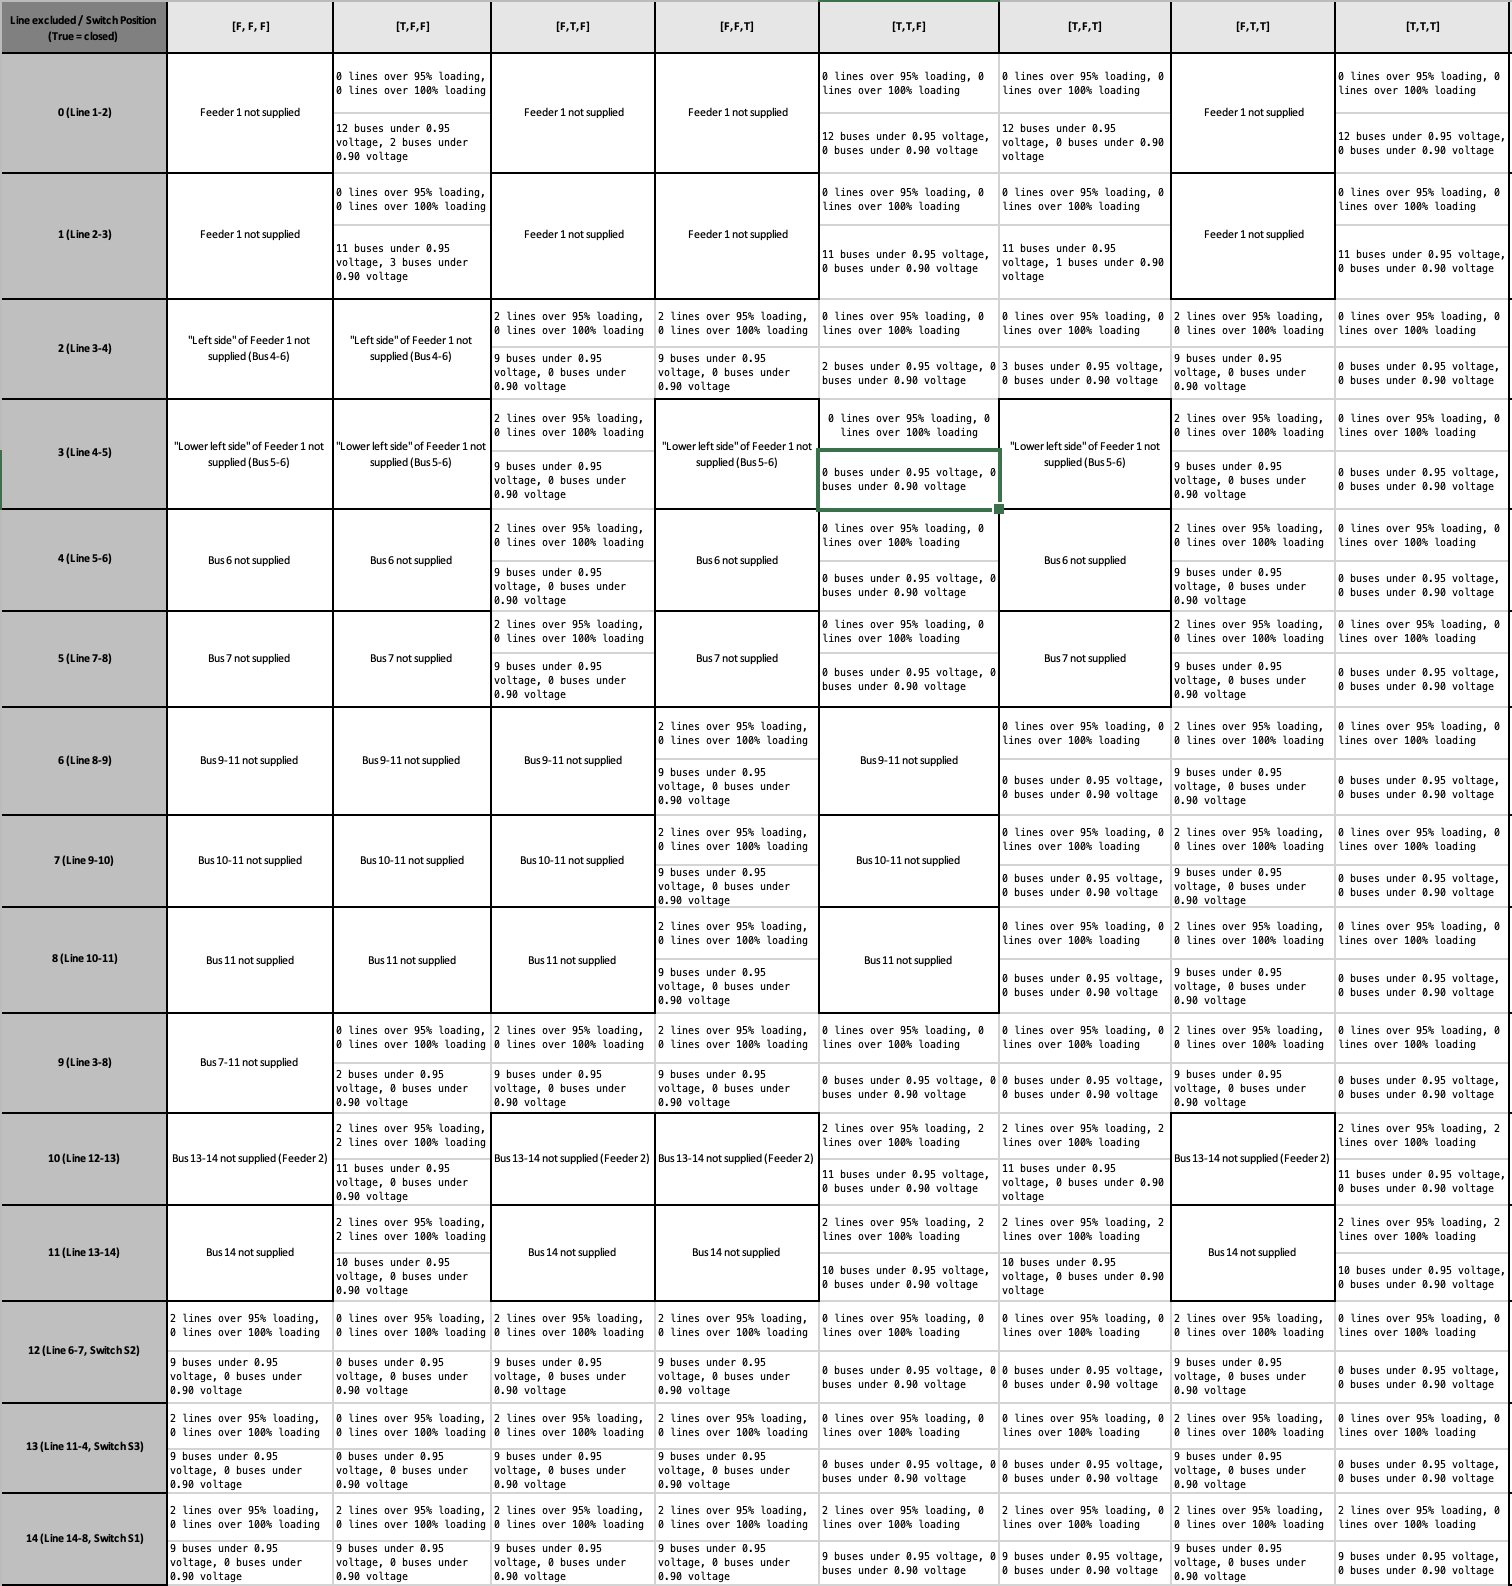 Line excluded / Switch Position
(True = closed)
[F, F, F]
[T,F,F]
[F,T,F]
[F,F,T]
[T,T,F]
[T,F,T]
[F,T,T]
[T,T,T]
0 (Line 1-2)
Feeder 1 not supplied
0 lines over 95% loading,
0 lines over 100% loading
12 buses under 0.95
voltage, 2 buses under
0.90 voltage
Feeder 1 not supplied
Feeder 1 not supplied
0 lines over 95% loading, 0
lines over 100% loading
12 buses under 0.95 voltage,
0 buses under 0.90 voltage
0 lines over 95% loading, 0
lines over 100% loading
12 buses under 0.95
voltage, 0 buses under 0.90
voltage
Feeder 1 not supplied
0 lines over 95% loading, 0
lines over 100% loading
12 buses under 0.95 voltage,
0 buses under 0.90 voltage
1 (Line 2-3)
Feeder 1 not supplied
0 lines over 95% loading,
0 lines over 100% loading
11 buses under 0.95
voltage, 3 buses under
0.90 voltage
Feeder 1 not supplied
Feeder 1 not supplied
0 lines over 95% loading, 0
lines over 100% loading
11 buses under 0.95 voltage,
0 buses under 0.90 voltage
0 lines over 95% loading, 0
lines over 100% loading
11 buses under 0.95
voltage, 1 buses under 0.90
voltage
Feeder 1 not supplied
0 lines over 95% loading, 0
lines over 100% loading
11 buses under 0.95 voltage,
0 buses under 0.90 voltage
2 (Line 3-4)
"Left side" of Feeder 1 not
supplied (Bus 4-6)
"Left side" of Feeder 1 not
supplied (Bus 4-6)
2 lines over 95% loading,
0 lines over 100% loading
9 buses under 0.95
voltage, 0 buses under
0.90 voltage
2 lines over 95% loading,
0 lines over 100% loading
9 buses under 0.95
voltage, 0 buses under
0.90 voltage
0 lines over 95% loading, 0
lines over 100% loading
2 buses under 0.95 voltage, 0
buses under 0.90 voltage
0 lines over 95% loading, 0
lines over 100% loading
3 buses under 0.95 voltage,
0 buses under 0.90 voltage
2 lines over 95% loading,
0 lines over 100% loading
9 buses under 0.95
voltage, 0 buses under
0.90 voltage
0 lines over 95% loading, 0
lines over 100% loading
0 buses under 0.95 voltage,
0 buses under 0.90 voltage
3 (Line 4-5)
"Lower left side" of Feeder 1 not
supplied (Bus 5-6)
"Lower left side" of Feeder 1 not
supplied (Bus 5-6)
2 lines over 95% loading,
0 lines over 100% loading
9 buses under 0.95
voltage, 0 buses under
0.90 voltage
"Lower left side" of Feeder 1 not
supplied (Bus 5-6)
0 lines over 95% loading, 0
lines over 100% loading
0 buses under 0.95 voltage, 0
buses under 0.90 voltage
"Lower left side" of Feeder 1 not
supplied (Bus 5-6)
2 lines over 95% loading,
0 lines over 100% loading
9 buses under 0.95
voltage, 0 buses under
0.90 voltage
0 lines over 95% loading, 0
lines over 100% loading
0 buses under 0.95 voltage,
0 buses under 0.90 voltage
4 (Line 5-6)
Bus 6 not supplied
Bus 6 not supplied
2 lines over 95% loading,
0 lines over 100% loading
9 buses under 0.95
voltage, 0 buses under
0.90 voltage
Bus 6 not supplied
0 lines over 95% loading, 0
lines over 100% loading
0 buses under 0.95 voltage, 0
buses under 0.90 voltage
Bus 6 not supplied
2 lines over 95% loading,
0 lines over 100% loading
9 buses under 0.95
voltage, 0 buses under
0.90 voltage
0 lines over 95% loading, 0
lines over 100% loading
0 buses under 0.95 voltage,
0 buses under 0.90 voltage
5 (Line 7-8)
Bus 7 not supplied
Bus 7 not supplied
2 lines over 95% loading,
0 lines over 100% loading
9 buses under 0.95
voltage, 0 buses under
0.90 voltage
Bus 7 not supplied
0 lines over 95% loading, 0
lines over 100% loading
0 buses under 0.95 voltage, 0
buses under 0.90 voltage
Bus 7 not supplied
2 lines over 95% loading,
0 lines over 100% loading
9 buses under 0.95
voltage, 0 buses under
0.90 voltage
0 lines over 95% loading, 0
lines over 100% loading
0 buses under 0.95 voltage,
0 buses under 0.90 voltage
6 (Line 8-9)
Bus 9-11 not supplied
Bus 9-11 not supplied
Bus 9-11 not supplied
2 lines over 95% loading,
0 lines over 100% loading
9 buses under 0.95
voltage, 0 buses under
0.90 voltage
Bus 9-11 not supplied
0 lines over 95% loading, 0
lines over 100% loading
0 buses under 0.95 voltage,
0 buses under 0.90 voltage
2 lines over 95% loading,
0 lines over 100% loading
9 buses under 0.95
voltage, 0 buses under
0.90 voltage
0 lines over 95% loading, 0
lines over 100% loading
0 buses under 0.95 voltage,
0 buses under 0.90 voltage
7 (Line 9-10)
Bus 10-11 not supplied
Bus 10-11 not supplied
Bus 10-11 not supplied
2 lines over 95% loading,
0 lines over 100% loading
9 buses under 0.95
voltage, 0 buses under
0.90 voltage
Bus 10-11 not supplied
0 lines over 95% loading, 0
lines over 100% loading
0 buses under 0.95 voltage,
0 buses under 0.90 voltage
2 lines over 95% loading,
0 lines over 100% loading
9 buses under 0.95
voltage, 0 buses under
0.90 voltage
0 lines over 95% loading, 0
lines over 100% loading
0 buses under 0.95 voltage,
0 buses under 0.90 voltage
8 (Line 10-11)
Bus 11 not supplied
Bus 11 not supplied
Bus 11 not supplied
2 lines over 95% loading,
0 lines over 100% loading
9 buses under 0.95
voltage, 0 buses under
0.90 voltage
Bus 11 not supplied
0 lines over 95% loading, 0
lines over 100% loading
0 buses under 0.95 voltage,
0 buses under 0.90 voltage
2 lines over 95% loading,
0 lines over 100% loading
9 buses under 0.95
voltage, 0 buses under
0.90 voltage
0 lines over 95% loading, 0
lines over 100% loading
0 buses under 0.95 voltage,
0 buses under 0.90 voltage
9 (Line 3-8)
Bus 7-11 not supplied
0 lines over 95% loading,
0 lines over 100% loading
2 buses under 0.95
voltage, 0 buses under
0.90 voltage
2 lines over 95% loading,
0 lines over 100% loading
9 buses under 0.95
voltage, 0 buses under
0.90 voltage
2 lines over 95% loading,
0 lines over 100% loading
9 buses under 0.95
voltage, 0 buses under
0.90 voltage
0 lines over 95% loading, 0
lines over 100% loading
0 buses under 0.95 voltage, 0
buses under 0.90 voltage
0 lines over 95% loading, 0
lines over 100% loading
0 buses under 0.95 voltage,
0 buses under 0.90 voltage
2 lines over 95% loading,
0 lines over 100% loading
9 buses under 0.95
voltage, 0 buses under
0.90 voltage
0 lines over 95% loading, 0
lines over 100% loading
0 buses under 0.95 voltage,
0 buses under 0.90 voltage
10 (Line 12-13)
Bus 13-14 not supplied (Feeder 2)
2 lines over 95% loading,
2 lines over 100% loading
11 buses under 0.95
voltage, 0 buses under
0.90 voltage
Bus 13-14 not supplied (Feeder 2)
Bus 13-14 not supplied (Feeder 2)
2 lines over 95% loading, 2
lines over 100% loading
11 buses under 0.95 voltage,
0 buses under 0.90 voltage
2 lines over 95% loading, 2
lines over 100% loading
11 buses under 0.95
voltage, 0 buses under 0.90
voltage
Bus 13-14 not supplied (Feeder 2)
2 lines over 95% loading, 2
lines over 100% loading
11 buses under 0.95 voltage,
0 buses under 0.90 voltage
11 (Line 13-14)
Bus 14 not supplied
2 lines over 95% loading,
2 lines over 100% loading
10 buses under 0.95
voltage, 0 buses under
0.90 voltage
Bus 14 not supplied
Bus 14 not supplied
2 lines over 95% loading, 2
lines over 100% loading
10 buses under 0.95 voltage,
0 buses under 0.90 voltage
2 lines over 95% loading, 2
lines over 100% loading
10 buses under 0.95
voltage, 0 buses under 0.90
voltage
Bus 14 not supplied
2 lines over 95% loading, 2
lines over 100% loading
10 buses under 0.95 voltage,
0 buses under 0.90 voltage
12 (Line 6-7, Switch S2)
2 lines over 95% loading,
0 lines over 100% loading
9 buses under 0.95
voltage, 0 buses under
0.90 voltage
0 lines over 95% loading,
0 lines over 100% loading
0 buses under 0.95
voltage, 0 buses under
0.90 voltage
2 lines over 95% loading,
0 lines over 100% loading
9 buses under 0.95
voltage, 0 buses under
0.90 voltage
2 lines over 95% loading,
0 lines over 100% loading
9 buses under 0.95
voltage, 0 buses under
0.90 voltage
0 lines over 95% loading, 0
lines over 100% loading
0 buses under 0.95 voltage, 0
buses under 0.90 voltage
0 lines over 95% loading, 0
lines over 100% loading
0 buses under 0.95 voltage,
0 buses under 0.90 voltage
2 lines over 95% loading,
0 lines over 100% loading
9 buses under 0.95
voltage, 0 buses under
0.90 voltage
0 lines over 95% loading, 0
lines over 100% loading
0 buses under 0.95 voltage,
0 buses under 0.90 voltage
13 (Line 11-4, Switch S3)
2 lines over 95% loading,
0 lines over 100% loading
9 buses under 0.95
voltage, 0 buses under
0.90 voltage
0 lines over 95% loading,
0 lines over 100% loading
0 buses under 0.95
voltage, 0 buses under
0.90 voltage
2 lines over 95% loading,
0 lines over 100% loading
9 buses under 0.95
voltage, 0 buses under
0.90 voltage
2 lines over 95% loading,
0 lines over 100% loading
9 buses under 0.95
voltage, 0 buses under
0.90 voltage
0 lines over 95% loading, 0
lines over 100% loading
0 buses under 0.95 voltage, 0
buses under 0.90 voltage
0 lines over 95% loading, 0
lines over 100% loading
0 buses under 0.95 voltage,
0 buses under 0.90 voltage
2 lines over 95% loading,
0 lines over 100% loading
9 buses under 0.95
voltage, 0 buses under
0.90 voltage
0 lines over 95% loading, 0
lines over 100% loading
0 buses under 0.95 voltage,
0 buses under 0.90 voltage
14 (Line 14-8, Switch S1)
2 lines over 95% loading,
0 lines over 100% loading
9 buses under 0.95
voltage, 0 buses under
0.90 voltage
2 lines over 95% loading,
0 lines over 100% loading
9 buses under 0.95
voltage, 0 buses under
0.90 voltage
2 lines over 95% loading,
0 lines over 100% loading
9 buses under 0.95
voltage, 0 buses under
0.90 voltage
2 lines over 95% loading,
0 lines over 100% loading
9 buses under 0.95
voltage, 0 buses under
0.90 voltage
2 lines over 95% loading, 0
lines over 100% loading
9 buses under 0.95 voltage, 0
buses under 0.90 voltage
2 lines over 95% loading, 0
lines over 100% loading
9 buses under 0.95 voltage,
0 buses under 0.90 voltage
2 lines over 95% loading,
0 lines over 100% loading
9 buses under 0.95
voltage, 0 buses under
0.90 voltage
2 lines over 95% loading, 0
lines over 100% loading
9 buses under 0.95 voltage,
0 buses under 0.90 voltage